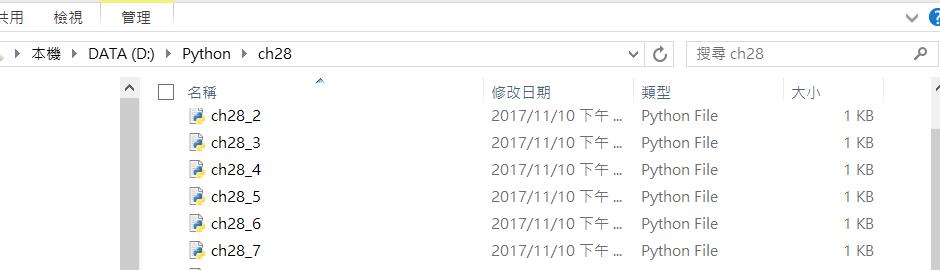 共用 檢視 管理
本機 DATA (D:) Python ch28 搜尋 ch28
名稱 修改日期 類型 大小
ch28_2 2017/11/10 下午 ... Python File 1 KB
ch28_3 2017/11/10 下午 ... Python File 1 KB
ch28_4 2017/11/10 下午 ... Python File 1 KB
ch28_5 2017/11/10 下午 ... Python File 1 KB
ch28_6 2017/11/10 下午 ... Python File 1 KB
ch28_7 2017/11/10 下午 ... Python File 1 KB